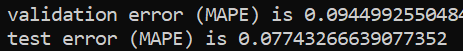 validation error (MAPE) is 0.0944992550484
test error (MAPE) is 0.07743266639077352